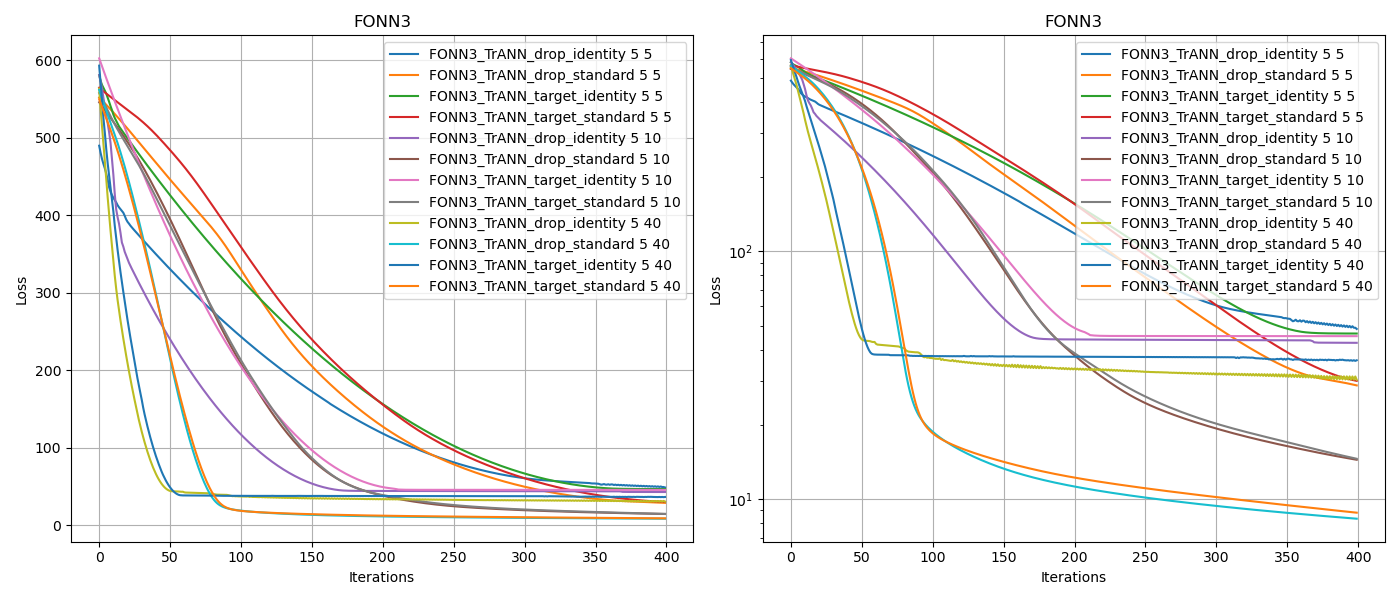 FONN3
600
500
400
300
200
100
0
Loss
0 50 100 150 200 250 300 350 400
Iterations
FONN3_TrANN_drop_identity 5 5
FONN3_TrANN_drop_standard 5 5
FONN3_TrANN_target_identity 5 5
FONN3_TrANN_target_standard 5 5
FONN3_TrANN_drop_identity 5 10
FONN3_TrANN_drop_standard 5 10
FONN3_TrANN_target_identity 5 10
FONN3_TrANN_target_standard 5 10
FONN3_TrANN_drop_identity 5 40
FONN3_TrANN_drop_standard 5 40
FONN3_TrANN_target_identity 5 40
FONN3_TrANN_target_standard 5 40
FONN3
10²
10¹
Loss
0 50 100 150 200 250 300 350 400
Iterations
FONN3_TrANN_drop_identity 5 5
FONN3_TrANN_drop_standard 5 5
FONN3_TrANN_target_identity 5 5
FONN3_TrANN_target_standard 5 5
FONN3_TrANN_drop_identity 5 10
FONN3_TrANN_drop_standard 5 10
FONN3_TrANN_target_identity 5 10
FONN3_TrANN_target_standard 5 10
FONN3_TrANN_drop_identity 5 40
FONN3_TrANN_drop_standard 5 40
FONN3_TrANN_target_identity 5 40
FONN3_TrANN_target_standard 5 40